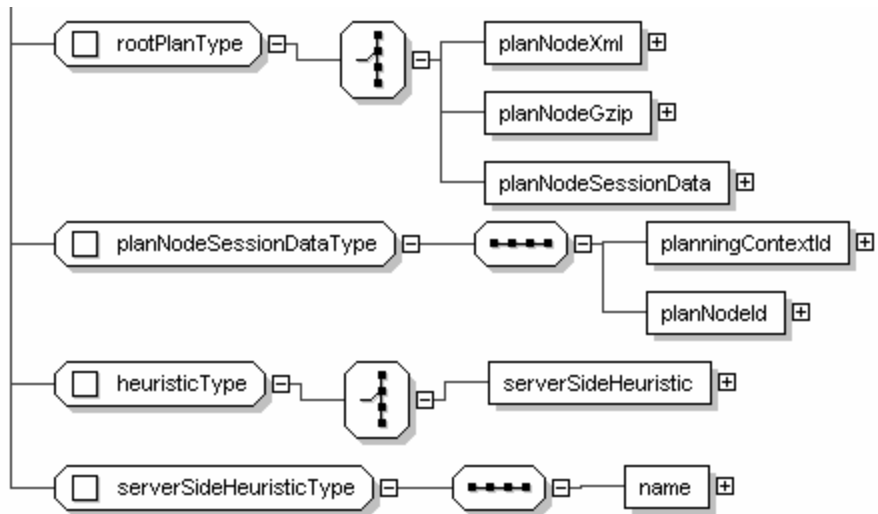 rootPlanType
planNodeXml
planNodeGzip
planNodeSessionData
planNodeSessionDataType
planningContextId
planNodeId
heuristicType
serverSideHeuristic
serverSideHeuristicType
name